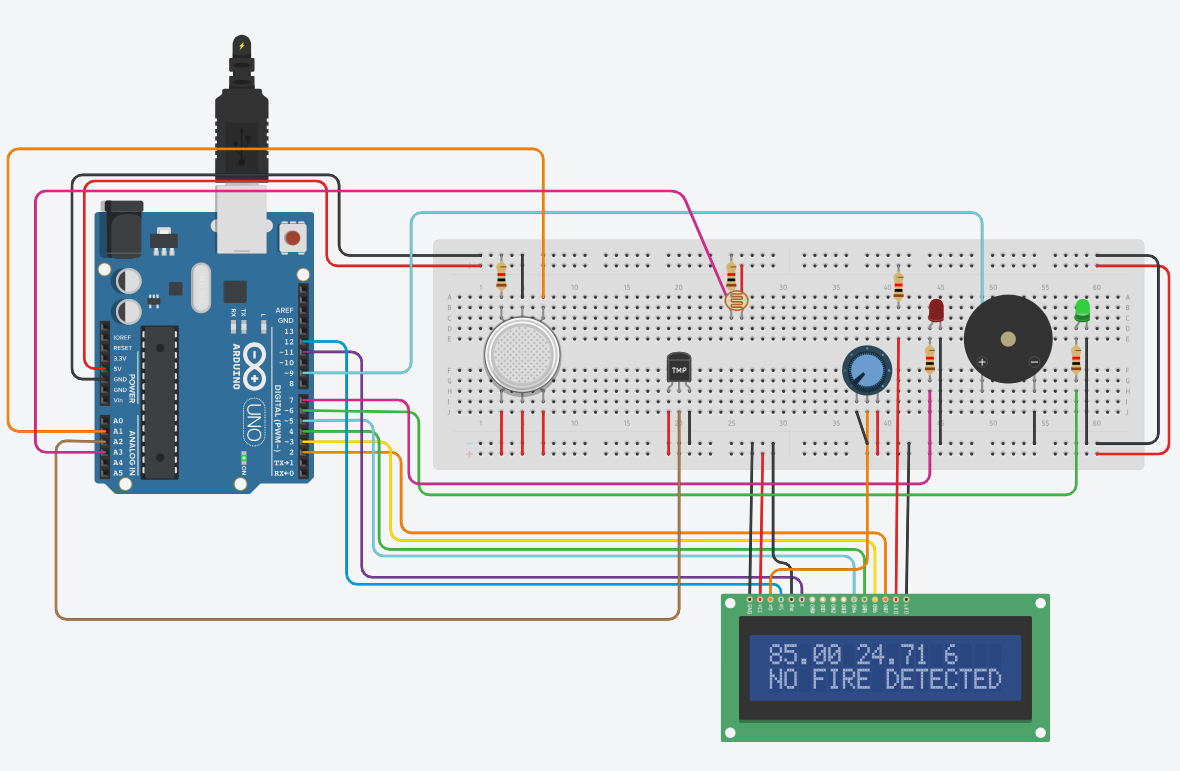 1 5 10 15 20 25 30 35 40 45 50 55 60
A A
B B
C C
D D
E E
F F
G G
H H
I I
J J
IOREF
RESET
3.3V
5V
GND
GND
Vin
POWER
A0
A1
A2
A3
A4
A5
ANALOG IN
RX
TX
L
ARDUINO
UNO
ON
AREF
GND
13
12
~11
~10
~9
8
7
~6
~5
4
~3
2
TX→1
RX←0
DIGITAL (PWM~)
TMP
GND VCC V0 RS RW E DB0 DB1 DB2 DB3 DB4 DB5 DB6 DB7 LED LED
85.00 24.71 6
NO FIRE DETECTED